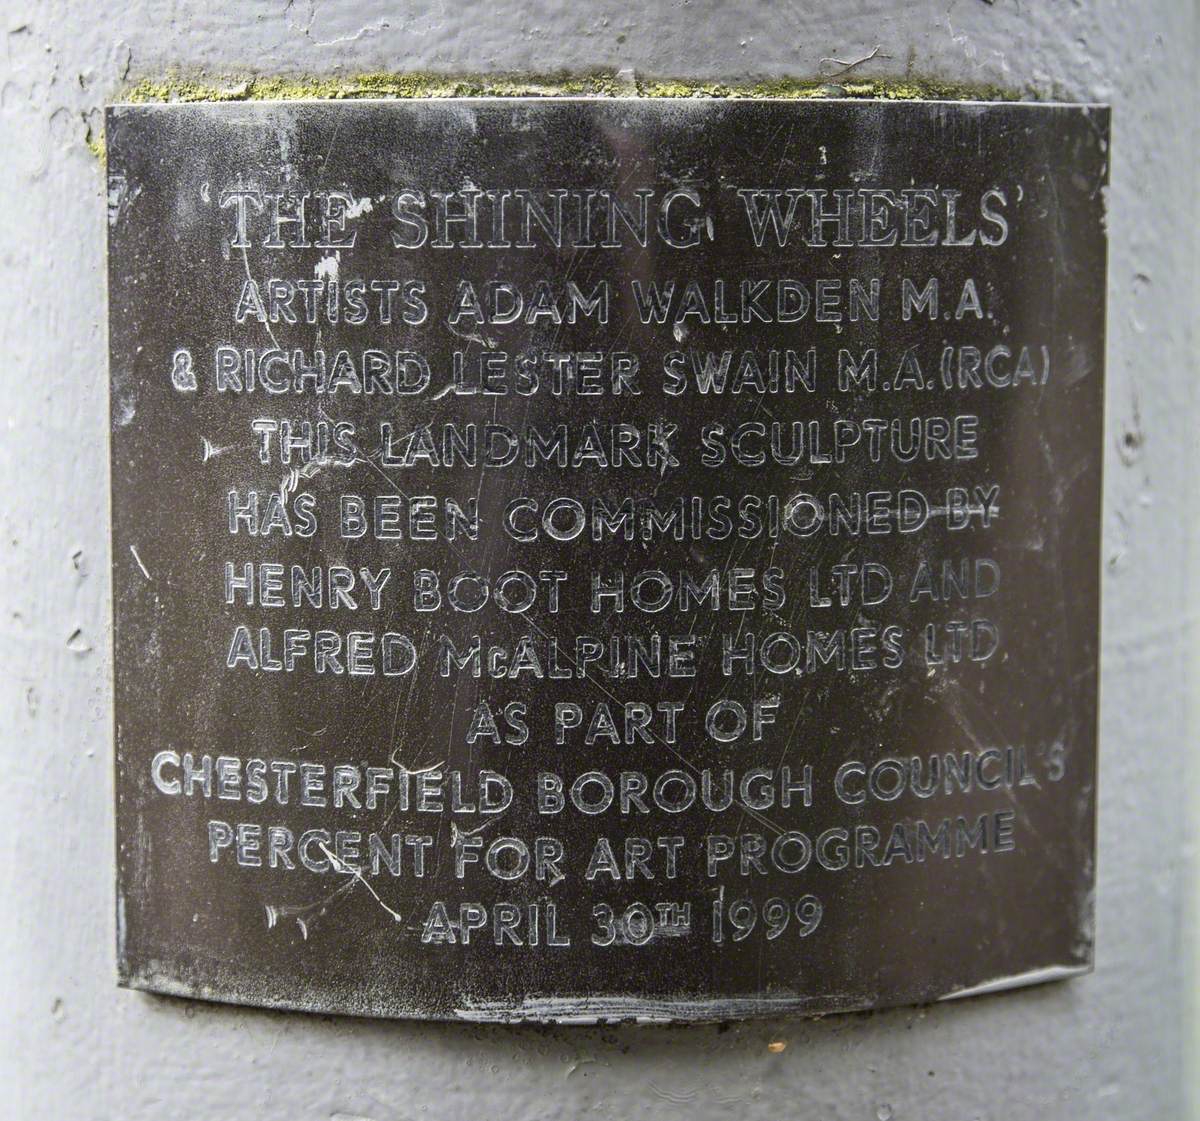 'THE SHINING WHEELS'
ARTISTS ADAM WALKDEN M.A.
& RICHARD LESTER SWAIN M.A.(RCA)
THIS LANDMARK SCULPTURE
HAS BEEN COMMISSIONED BY
HENRY BOOT HOMES LTD AND
ALFRED McALPINE HOMES LTD
AS PART OF
CHESTERFIELD BOROUGH COUNCIL'S
PERCENT FOR ART PROGRAMME
APRIL 30TH 1999